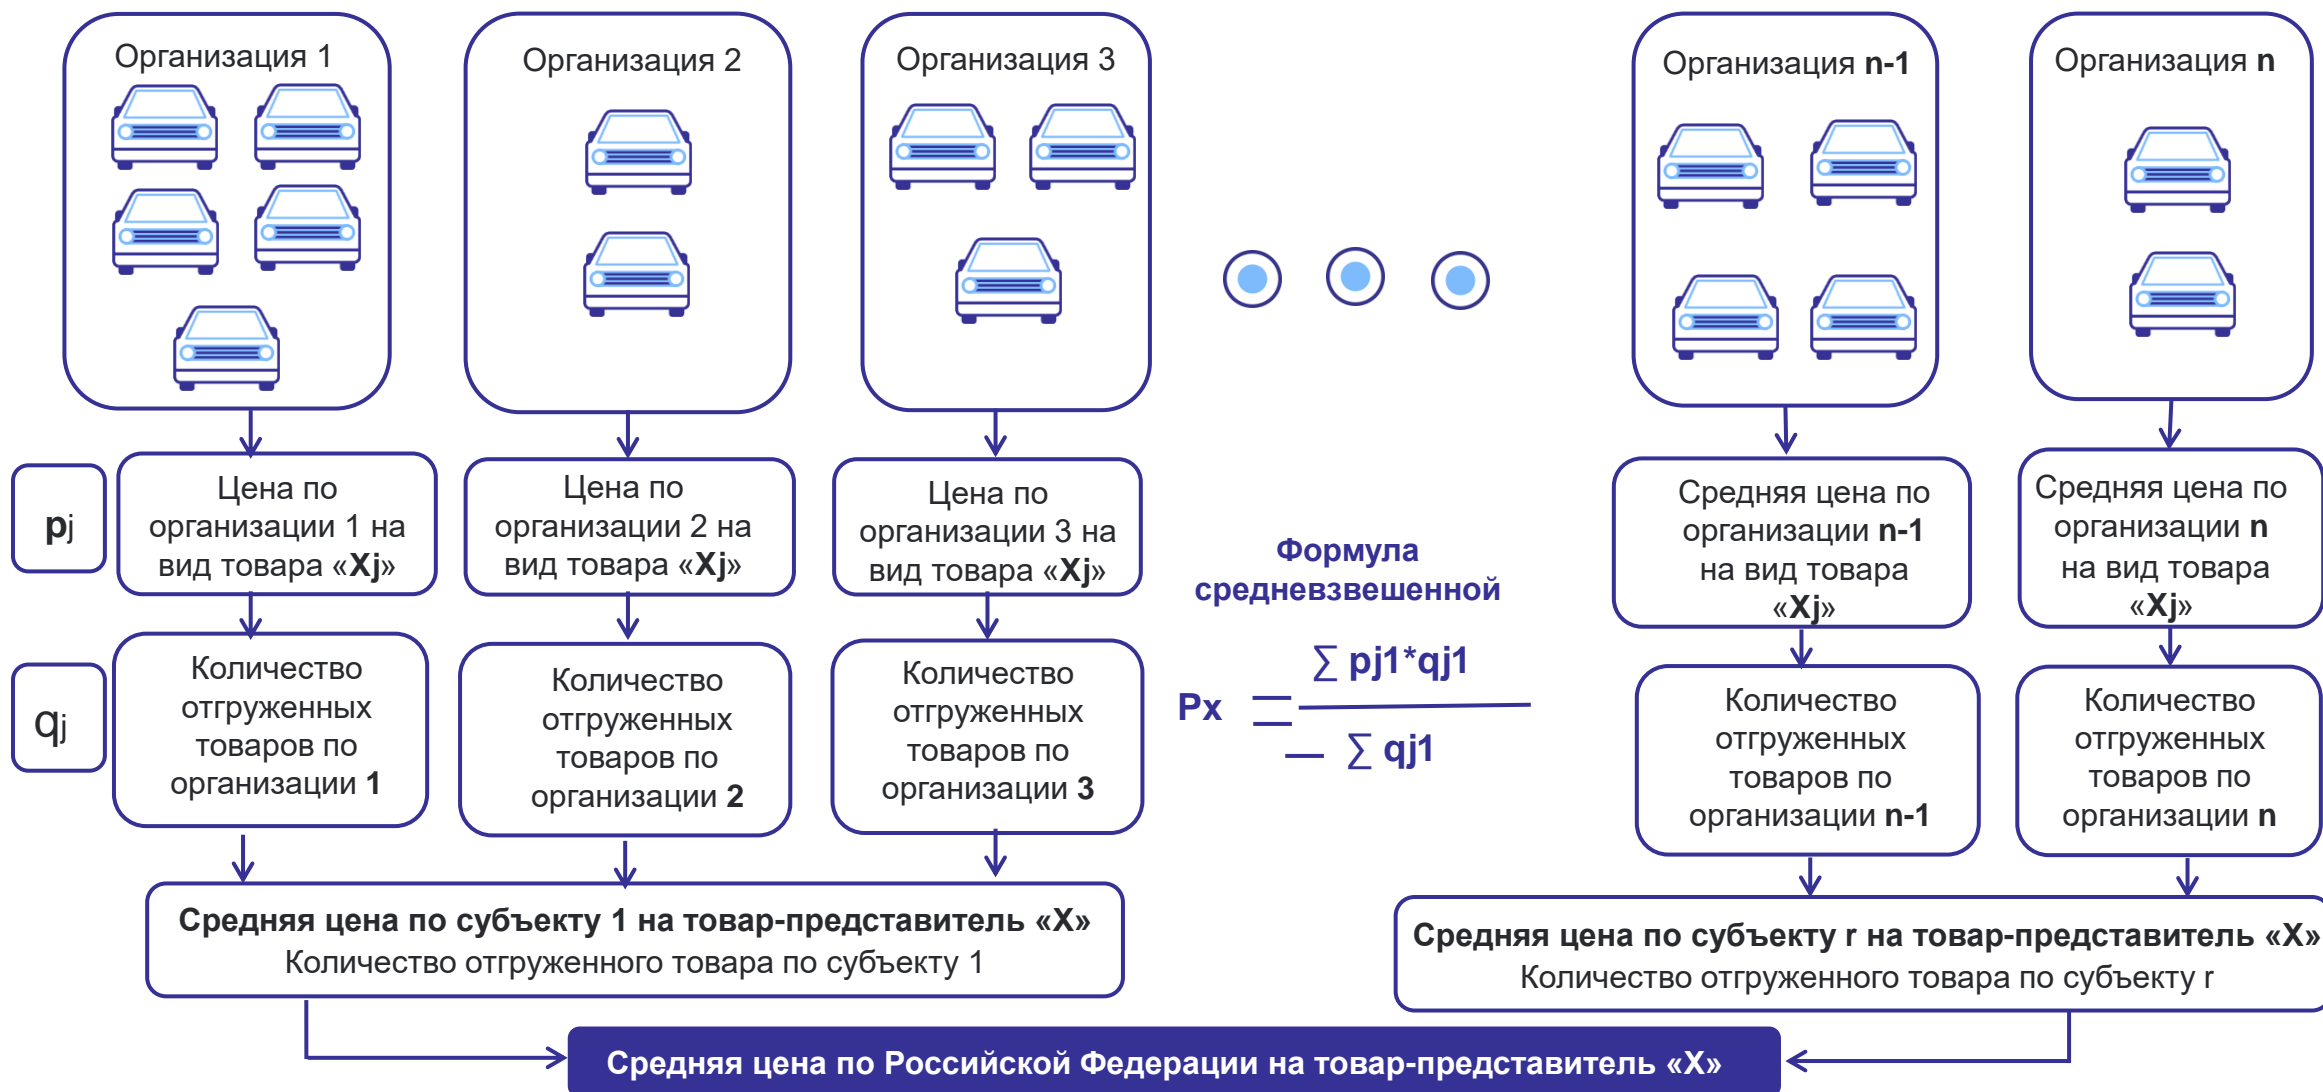 Организация 1
Организация 2
Организация 3
Организация n-1
Организация n
pj
Цена по
организации 1 на
вид товара «Xj»
Цена по
организации 2 на
вид товара «Xj»
Цена по
организации 3 на
вид товара «Xj»
Средняя цена по
организации n-1
на вид товара
«Xj»
Средняя цена по
организации n
на вид товара
«Xj»
Формула
средневзвешенной
Px = ∑ pj1*qj1
— ∑ qj1
qj
Количество
отгруженных
товаров по
организации 1
Количество
отгруженных
товаров по
организации 2
Количество
отгруженных
товаров по
организации 3
Количество
отгруженных
товаров по
организации n-1
Количество
отгруженных
товаров по
организации n
Средняя цена по субъекту 1 на товар-представитель «X»
Количество отгруженного товара по субъекту 1
Средняя цена по субъекту r на товар-представитель «X»
Количество отгруженного товара по субъекту r
Средняя цена по Российской Федерации на товар-представитель «X»